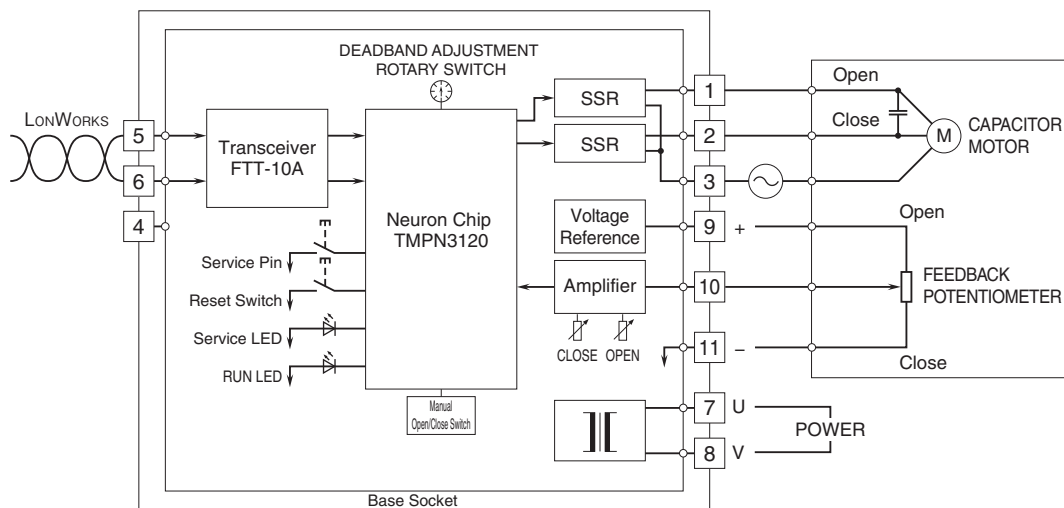 DEADBAND ADJUSTMENT
ROTARY SWITCH
LONWORKS
5
6
4
Transceiver
FTT-10A
Neuron Chip
TMPN3120
Service Pin
Reset Switch
Service LED
RUN LED
Manual
Open/Close Switch
SSR
SSR
Voltage
Reference
Amplifier
CLOSE
OPEN
1
2
3
9
+
10
11
–
7
U
8
V
POWER
Open
Close
M
CAPACITOR
MOTOR
Open
FEEDBACK
POTENTIOMETER
Close
Base Socket